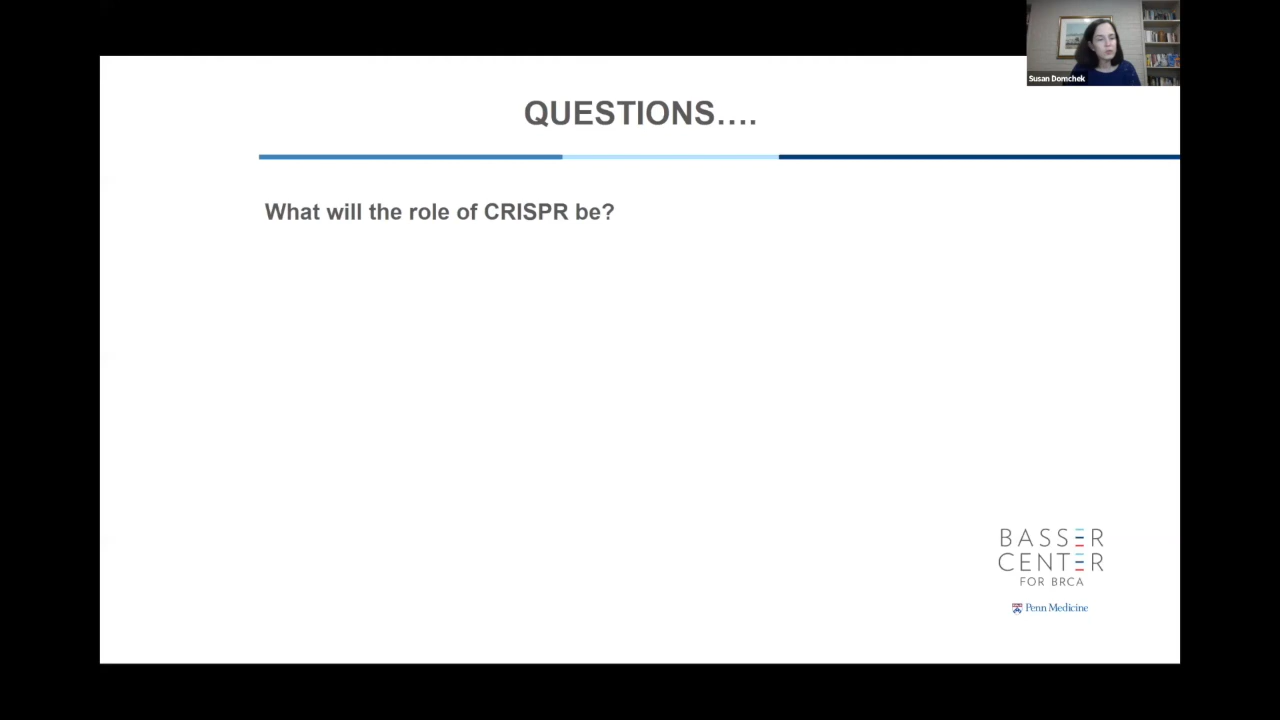 Susan Domchek
QUESTIONS....
What will the role of CRISPR be?
BASSER
CENTER
FOR BRCA
Penn Medicine